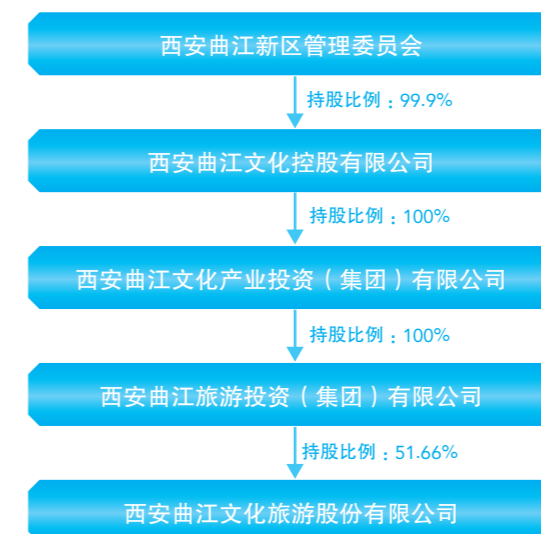 西安曲江新区管理委员会
持股比例：99.9%
西安曲江文化控股有限公司
持股比例：100%
西安曲江文化产业投资（集团）有限公司
持股比例：100%
西安曲江旅游投资（集团）有限公司
持股比例：51.66%
西安曲江文化旅游股份有限公司